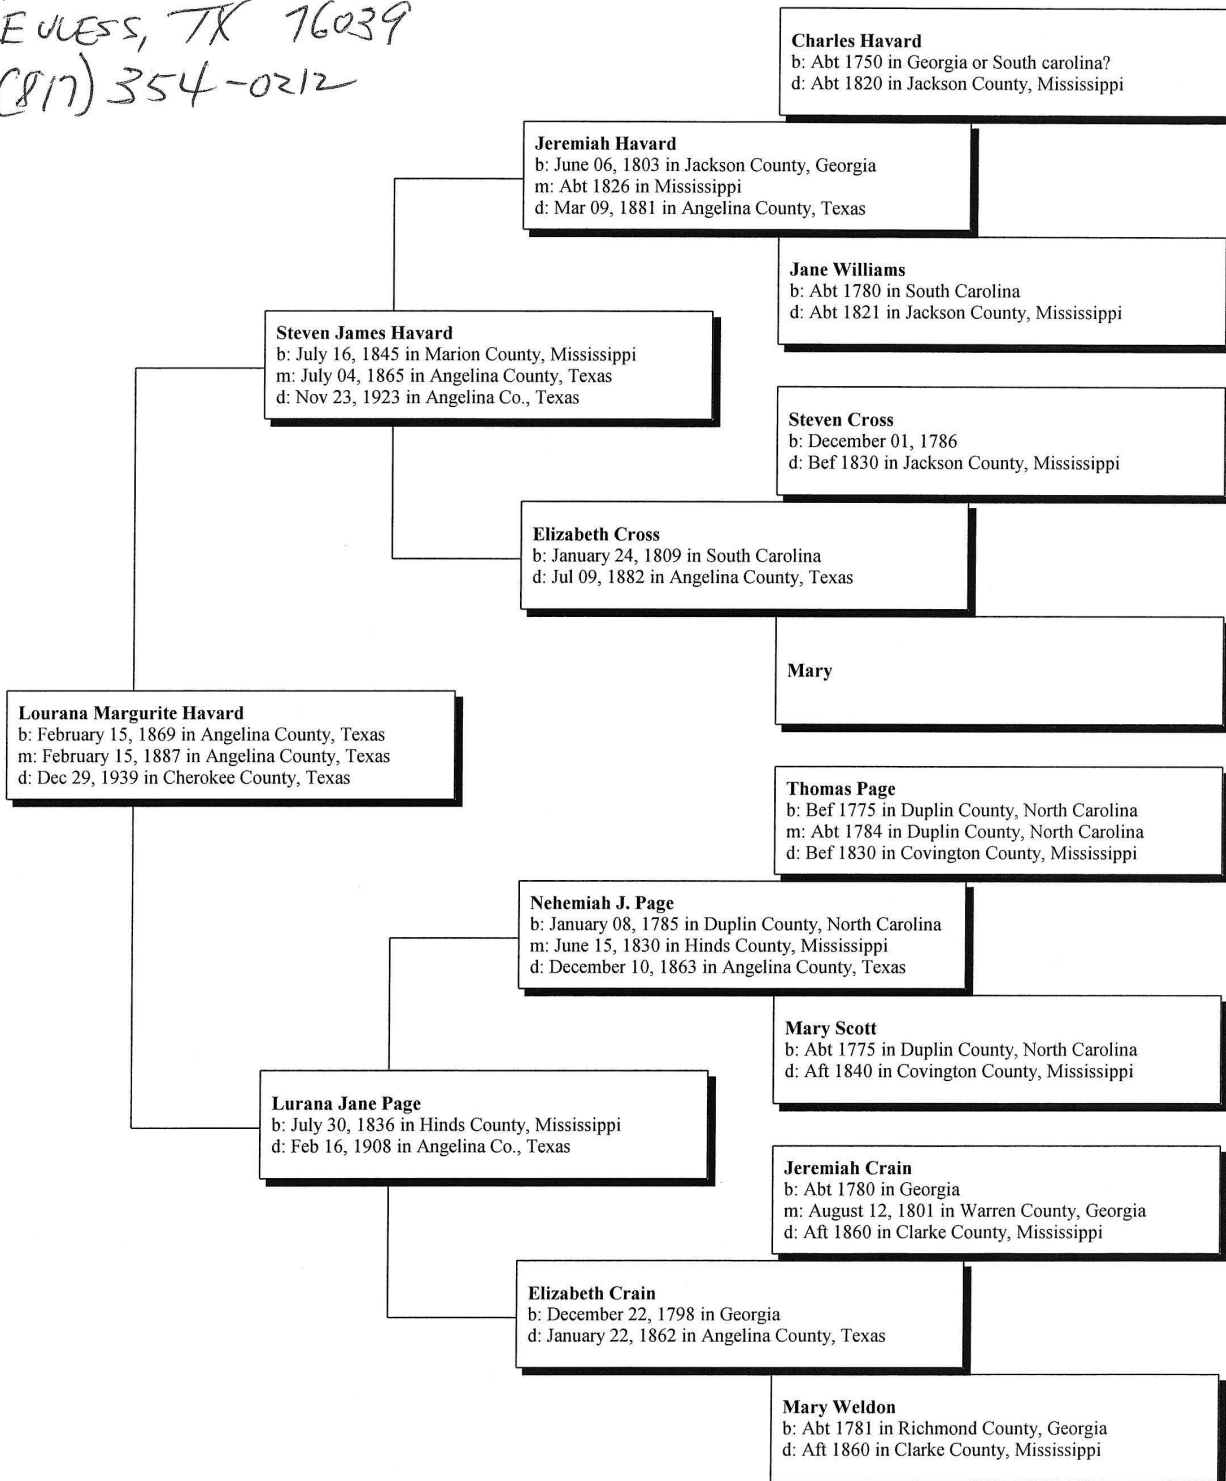 EULESS, TX 76039
(817) 354-0212
Charles Havard
b: Abt 1750 in Georgia or South carolina?
d: Abt 1820 in Jackson County, Mississippi
Jeremiah Havard
b: June 06, 1803 in Jackson County, Georgia
m: Abt 1826 in Mississippi
d: Mar 09, 1881 in Angelina County, Texas
Jane Williams
b: Abt 1780 in South Carolina
d: Abt 1821 in Jackson County, Mississippi
Steven James Havard
b: July 16, 1845 in Marion County, Mississippi
m: July 04, 1865 in Angelina County, Texas
d: Nov 23, 1923 in Angelina Co., Texas
Steven Cross
b: December 01, 1786
d: Bef 1830 in Jackson County, Mississippi
Elizabeth Cross
b: January 24, 1809 in South Carolina
d: Jul 09, 1882 in Angelina County, Texas
Mary
Lourana Margurite Havard
b: February 15, 1869 in Angelina County, Texas
m: February 15, 1887 in Angelina County, Texas
d: Dec 29, 1939 in Cherokee County, Texas
Thomas Page
b: Bef 1775 in Duplin County, North Carolina
m: Abt 1784 in Duplin County, North Carolina
d: Bef 1830 in Covington County, Mississippi
Nehemiah J. Page
b: January 08, 1785 in Duplin County, North Carolina
m: June 15, 1830 in Hinds County, Mississippi
d: December 10, 1863 in Angelina County, Texas
Mary Scott
b: Abt 1775 in Duplin County, North Carolina
d: Aft 1840 in Covington County, Mississippi
Lurana Jane Page
b: July 30, 1836 in Hinds County, Mississippi
d: Feb 16, 1908 in Angelina Co., Texas
Jeremiah Crain
b: Abt 1780 in Georgia
m: August 12, 1801 in Warren County, Georgia
d: Aft 1860 in Clarke County, Mississippi
Elizabeth Crain
b: December 22, 1798 in Georgia
d: January 22, 1862 in Angelina County, Texas
Mary Weldon
b: Abt 1781 in Richmond County, Georgia
d: Aft 1860 in Clarke County, Mississippi